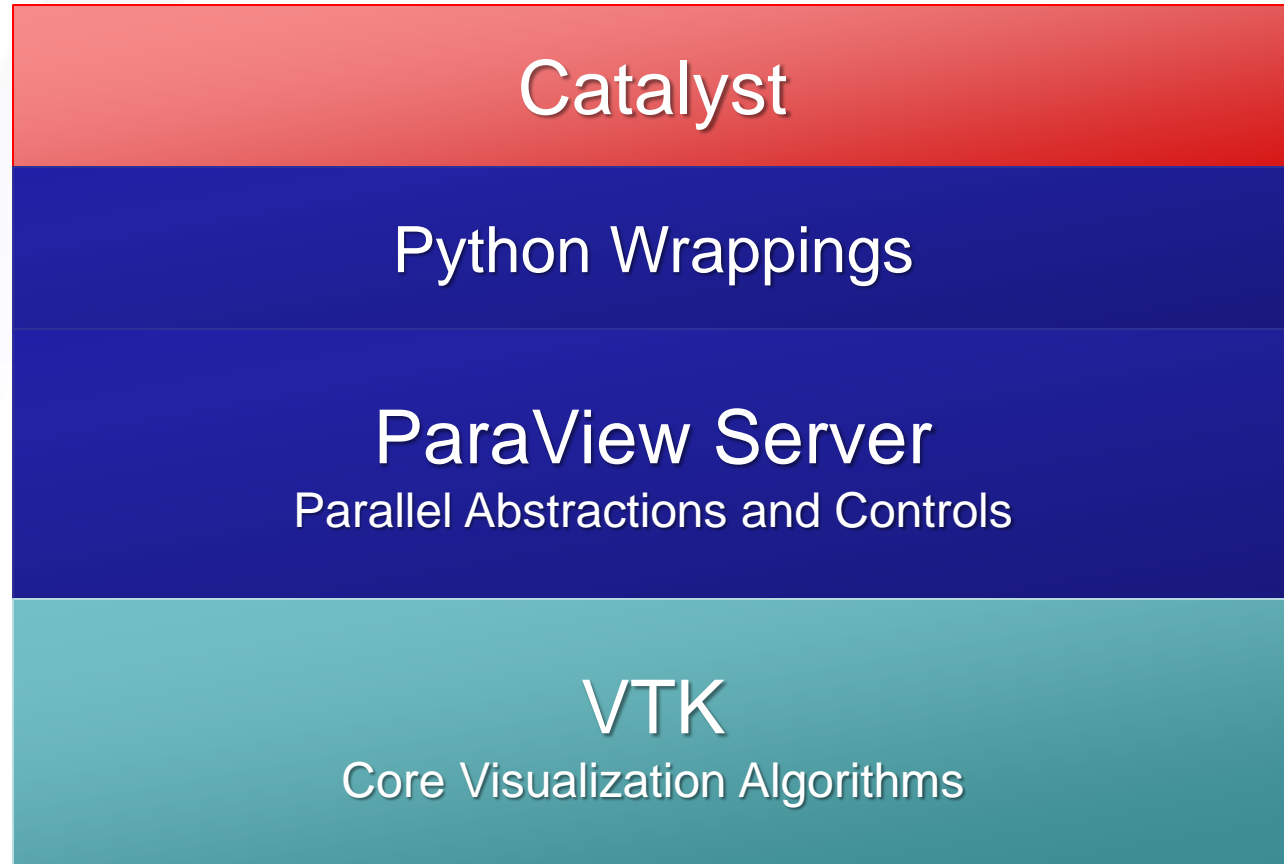 Catalyst
Python Wrappings
ParaView Server
Parallel Abstractions and Controls
VTK
Core Visualization Algorithms